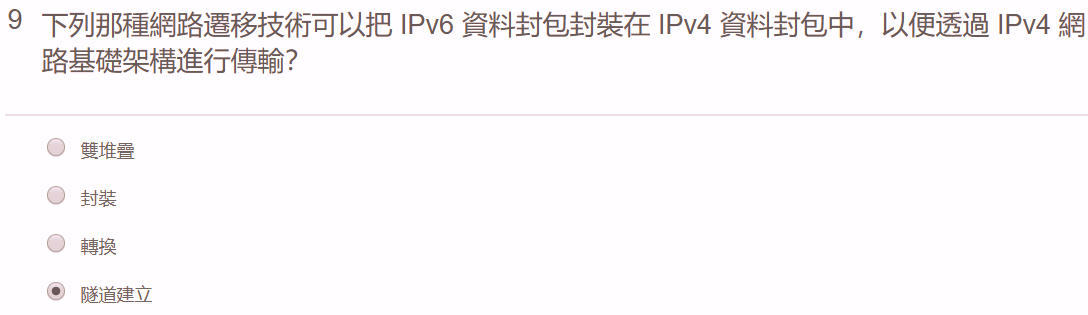 9 下列那種網路遷移技術可以把 IPv6 資料封包封裝在 IPv4 資料封包中，以便透過 IPv4 網
路基礎架構進行傳輸？
雙堆疊
封裝
轉換
隧道建立